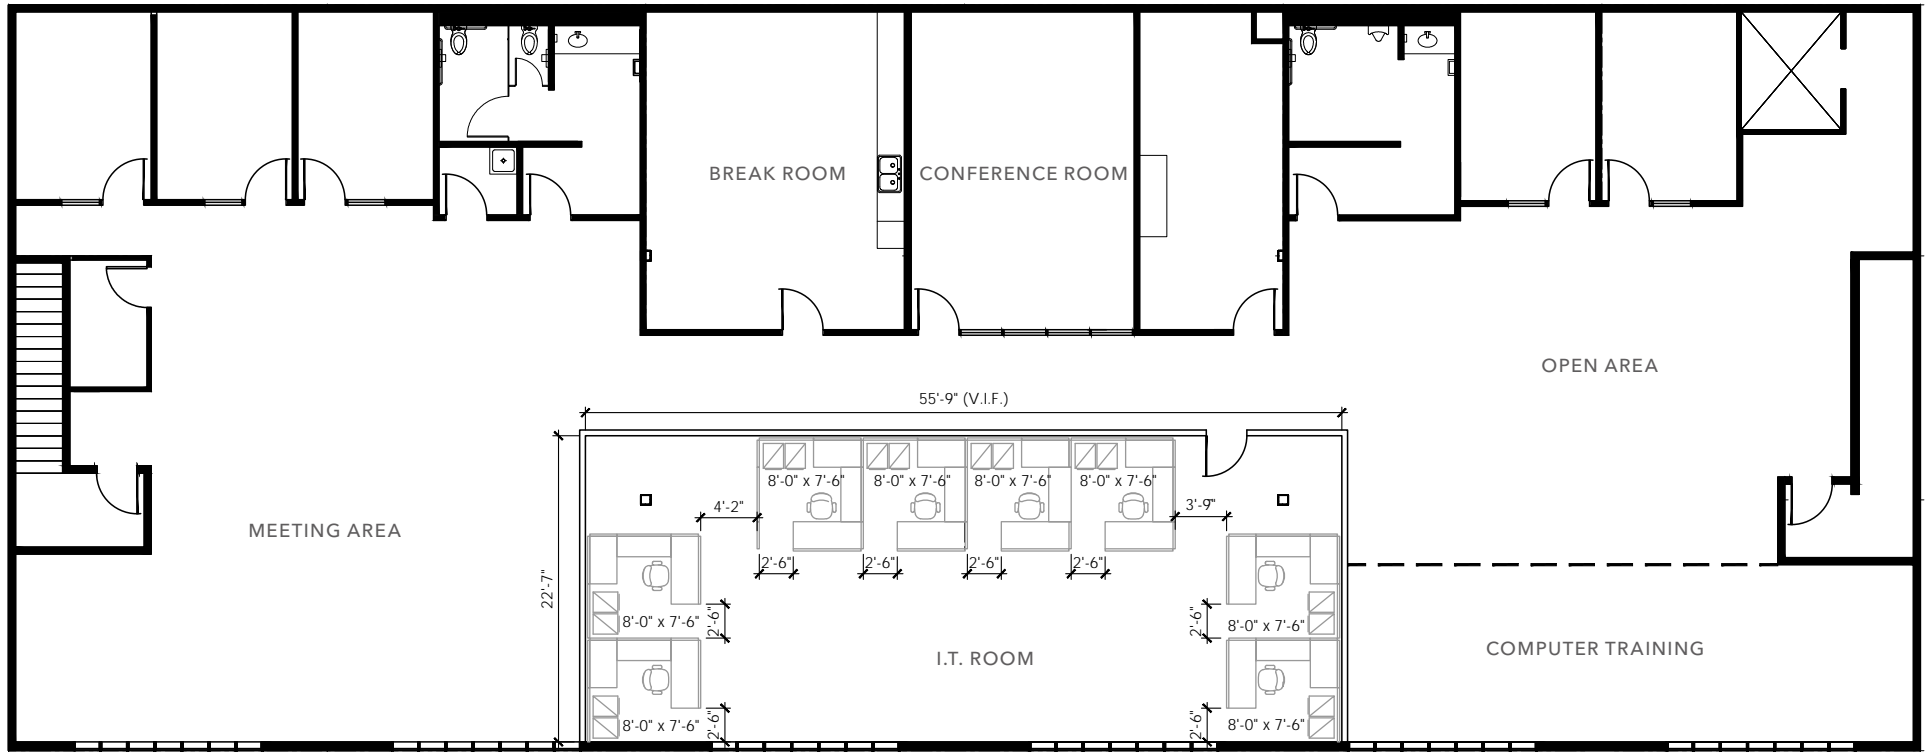 BREAK ROOM
CONFERENCE ROOM
OPEN AREA
55'-9" (V.I.F.)
8'-0" x 7'-6"
8'-0" x 7'-6"
8'-0" x 7'-6"
8'-0" x 7'-6"
4'-2"
3'-9"
MEETING AREA
2'-6"
2'-6"
2'-6"
2'-6"
22'-7"
8'-0" x 7'-6"
2'-6"
2'-6"
8'-0" x 7'-6"
COMPUTER TRAINING
I.T. ROOM
8'-0" x 7'-6"
2'-6"
2'-6"
8'-0" x 7'-6"